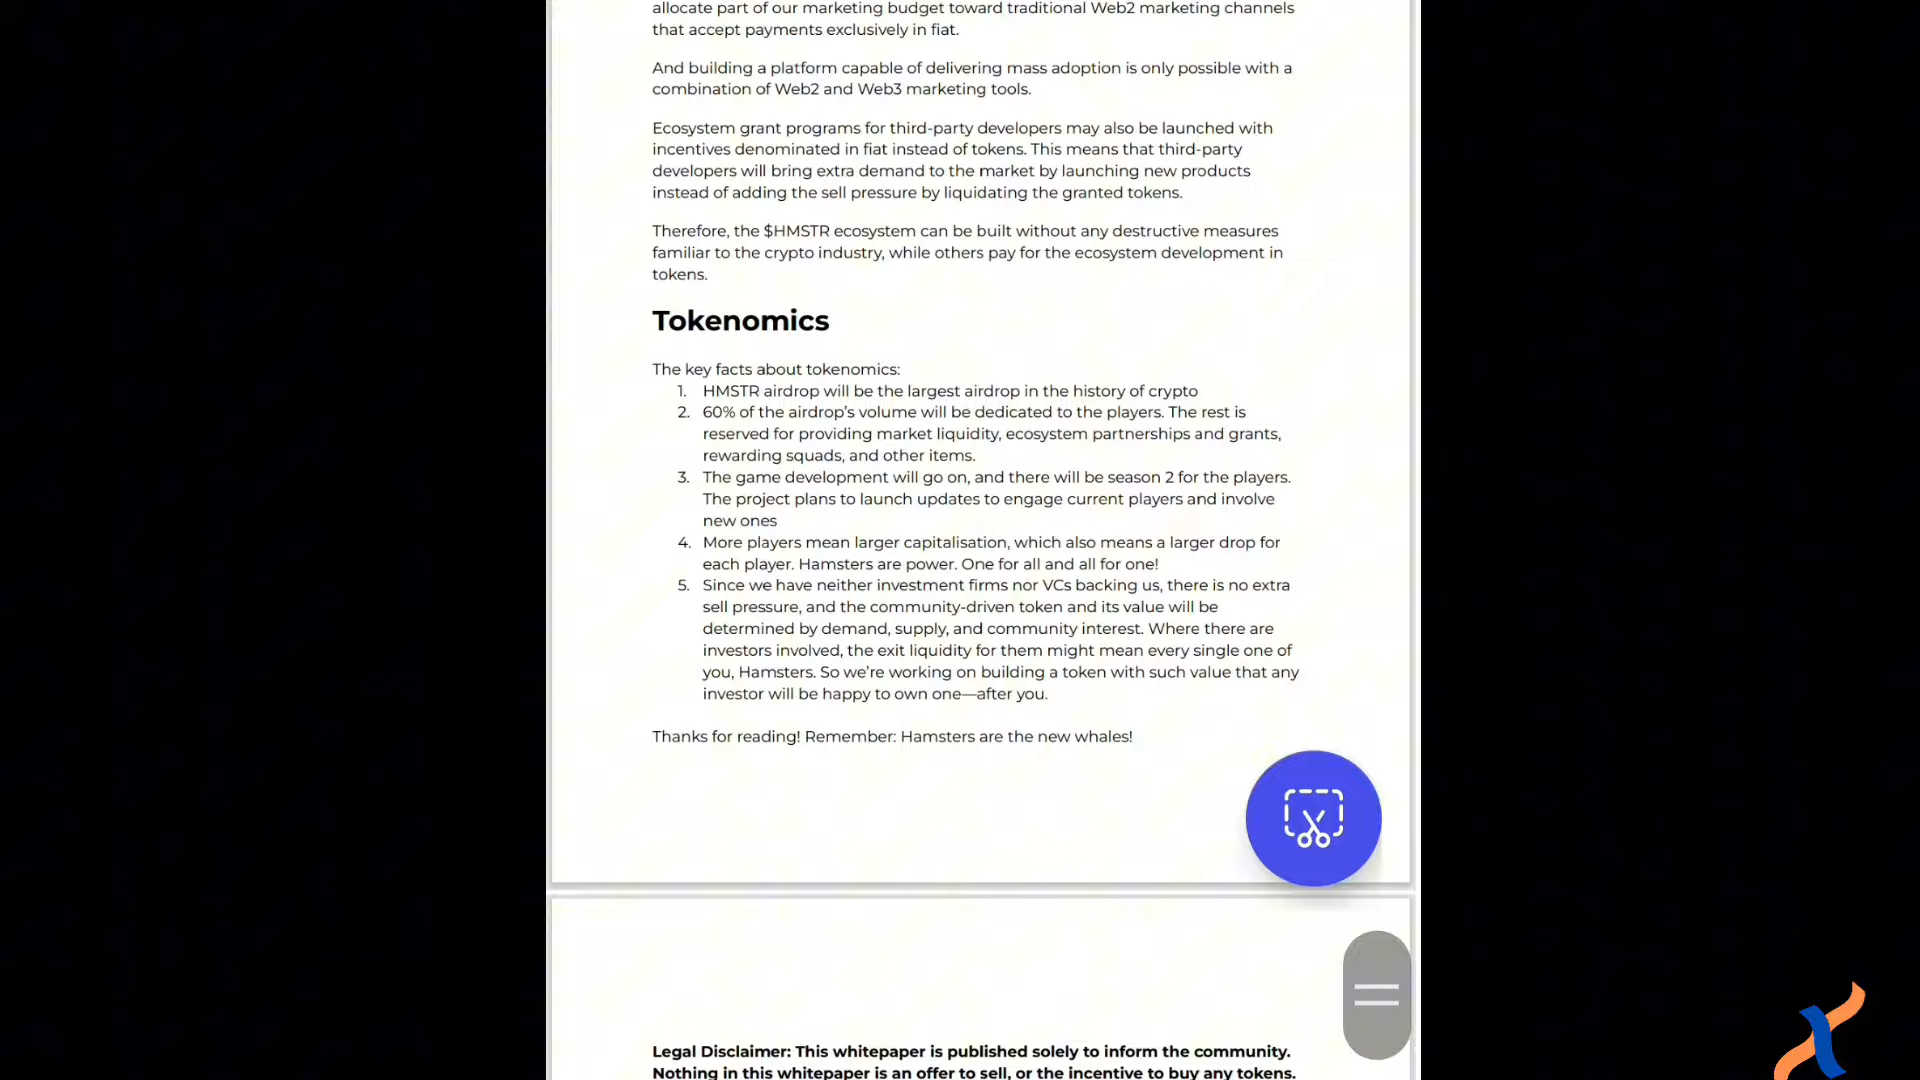 allocate part of our marketing budget toward traditional Web2 marketing channels
that accept payments exclusively in fiat.
And building a platform capable of delivering mass adoption is only possible with a
combination of Web2 and Web3 marketing tools.
Ecosystem grant programs for third-party developers may also be launched with
incentives denominated in fiat instead of tokens. This means that third-party
developers will bring extra demand to the market by launching new products
instead of adding the sell pressure by liquidating the granted tokens.
Therefore, the $HMSTR ecosystem can be built without any destructive measures
familiar to the crypto industry, while others pay for the ecosystem development in
tokens.
Tokenomics
The key facts about tokenomics:
1. HMSTR airdrop will be the largest airdrop in the history of crypto
2. 60% of the airdrop's volume will be dedicated to the players. The rest is
reserved for providing market liquidity, ecosystem partnerships and grants,
rewarding squads, and other items.
3. The game development will go on, and there will be season 2 for the players.
The project plans to launch updates to engage current players and involve
new ones
4. More players mean larger capitalisation, which also means a larger drop for
each player. Hamsters are power. One for all and all for one!
5. Since we have neither investment firms nor VCs backing us, there is no extra
sell pressure, and the community-driven token and its value will be
determined by demand, supply, and community interest. Where there are
investors involved, the exit liquidity for them might mean every single one of
you, Hamsters. So we're working on building a token with such value that any
investor will be happy to own one—after you.
Thanks for reading! Remember: Hamsters are the new whales!
Legal Disclaimer: This whitepaper is published solely to inform the community.
Nothing in this whitepaper is an offer to sell, or the incentive to buy any tokens.